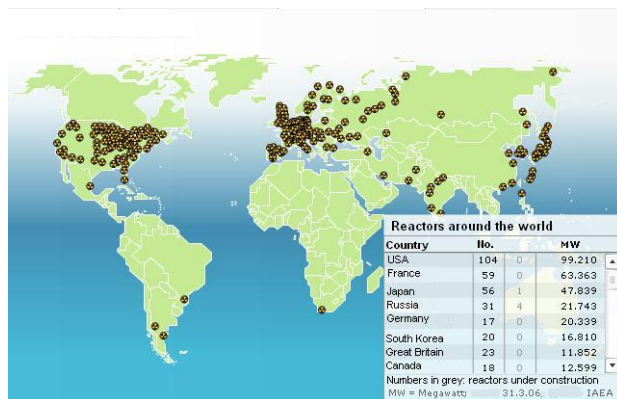 Reactors around the world
Country No. MW
USA 104 0 99.210
France 59 0 63.363
Japan 56 1 47.839
Russia 31 4 21.743
Germany 17 0 20.339
South Korea 20 0 16.810
Great Britain 23 0 11.852
Canada 18 0 12.599
Numbers in grey: reactors under construction
MW = Megawatt; 31.3.06, IAEA